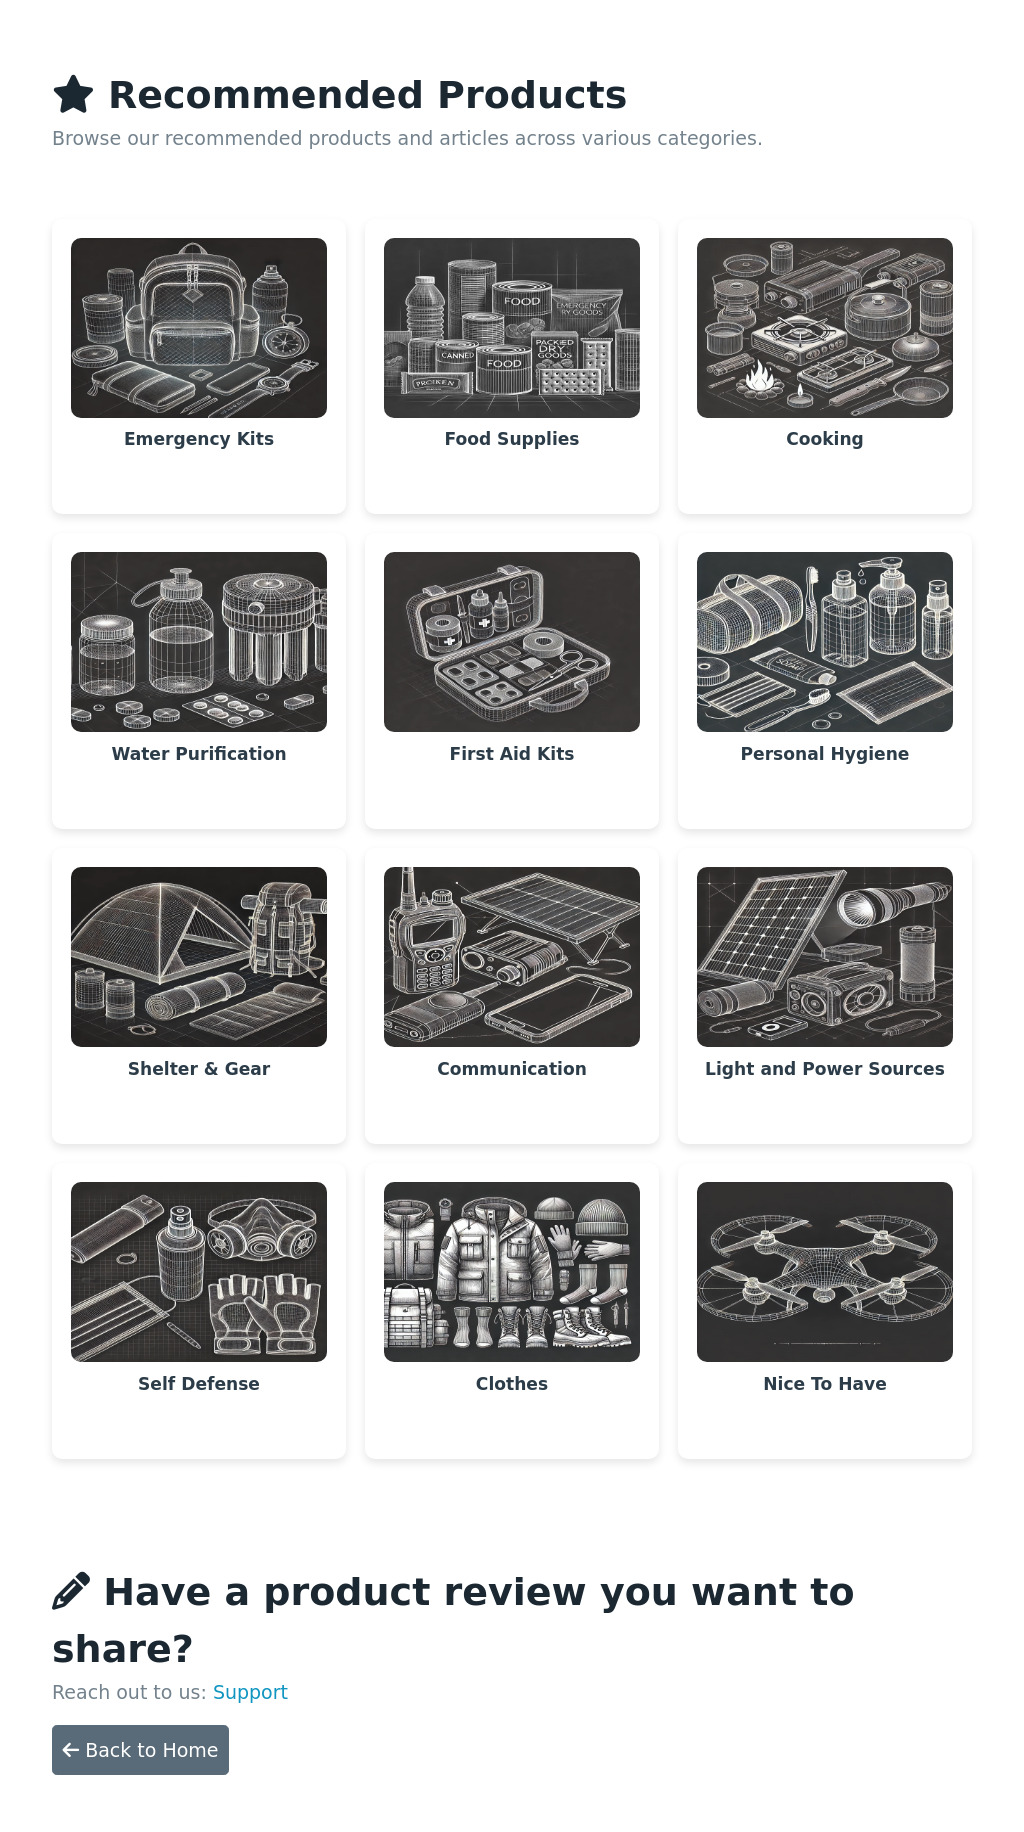 Recommended Products
Browse our recommended products and articles across various categories.
FOOD
EMERGENCY
RY GOODS
CANNED
FOOD
PACKED
DRY
GOODS
Emergency Kits
Food Supplies
Cooking
Water Purification
First Aid Kits
Personal Hygiene
Shelter & Gear
Communication
Light and Power Sources
Self Defense
Clothes
Nice To Have
Have a product review you want to
share?
Reach out to us: Support
Back to Home